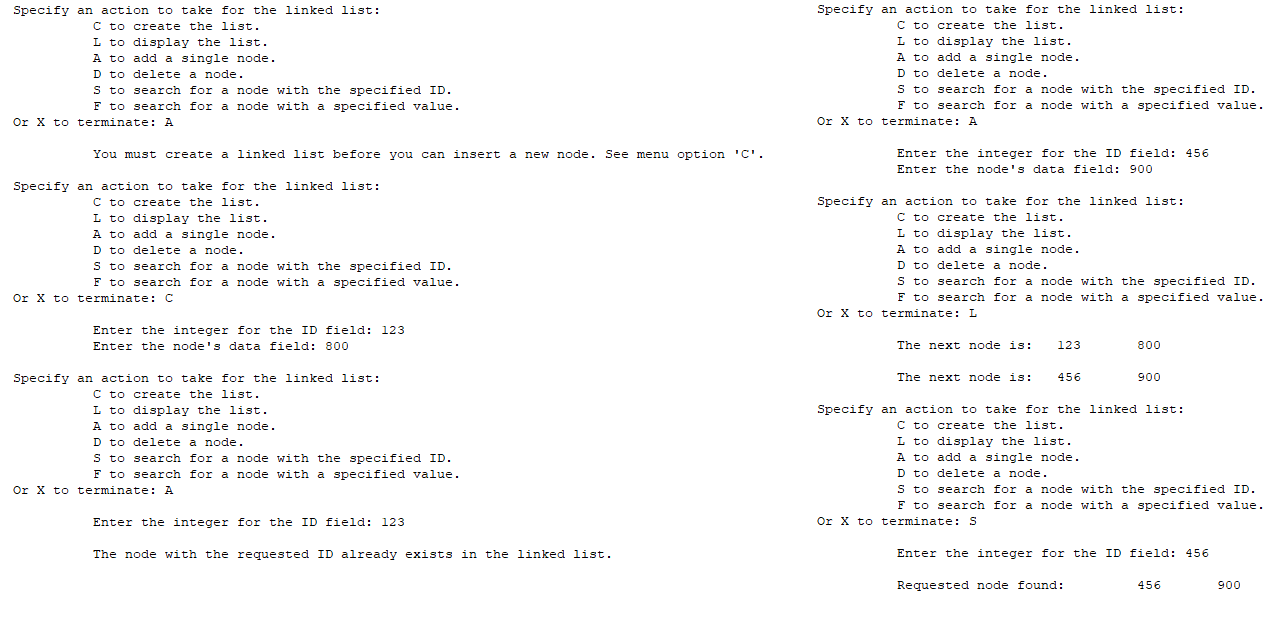 Specify an action to take for the linked list:
C to create the list.
L to display the list.
A to add a single node.
D to delete a node.
S to search for a node with the specified ID.
F to search for a node with a specified value.
Or X to terminate: A
You must create a linked list before you can insert a new node. See menu option 'C'.
Specify an action to take for the linked list:
C to create the list.
L to display the list.
A to add a single node.
D to delete a node.
S to search for a node with the specified ID.
F to search for a node with a specified value.
Or X to terminate: C
Enter the integer for the ID field: 123
Enter the node's data field: 800
Specify an action to take for the linked list:
C to create the list.
L to display the list.
A to add a single node.
D to delete a node.
S to search for a node with the specified ID.
F to search for a node with a specified value.
Or X to terminate: A
Enter the integer for the ID field: 123
The node with the requested ID already exists in the linked list.
Specify an action to take for the linked list:
C to create the list.
L to display the list.
A to add a single node.
D to delete a node.
S to search for a node with the specified ID.
F to search for a node with a specified value.
Or X to terminate: A
Enter the integer for the ID field: 456
Enter the node's data field: 900
Specify an action to take for the linked list:
C to create the list.
L to display the list.
A to add a single node.
D to delete a node.
S to search for a node with the specified ID.
F to search for a node with a specified value.
Or X to terminate: L
The next node is: 123 800
The next node is: 456 900
Specify an action to take for the linked list:
C to create the list.
L to display the list.
A to add a single node.
D to delete a node.
S to search for a node with the specified ID.
F to search for a node with a specified value.
Or X to terminate: S
Enter the integer for the ID field: 456
Requested node found: 456 900